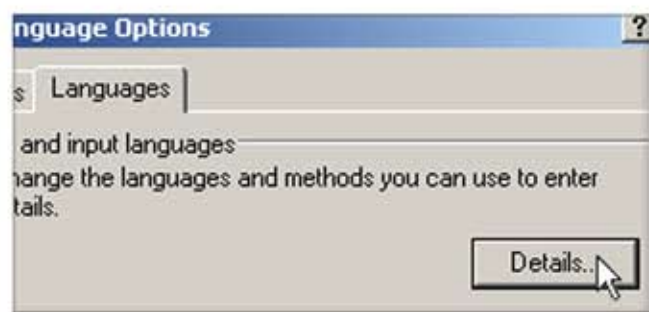 nguage Options ?
s Languages
and input languages
hange the languages and methods you can use to enter
tails.
Details...